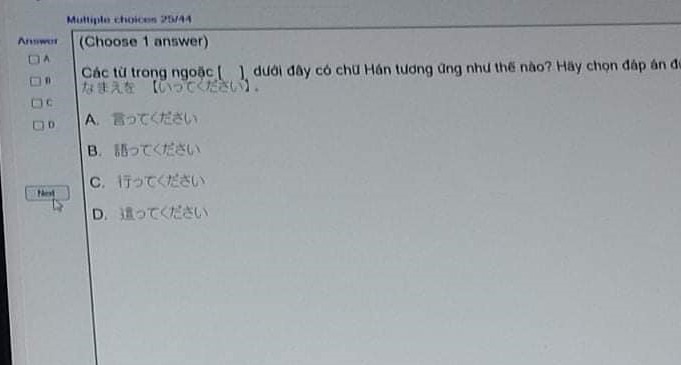 Multiple choices 25/44
Answer
(Choose 1 answer)
A
B
C
D
Các từ trong ngoặc [ ], dưới đây có chữ Hán tương ứng như thế nào? Hãy chọn đáp án
なまえを 【いってください】.
A. 言ってください
B. 語ってください
C. 行ってください
D. 違ってください
Next